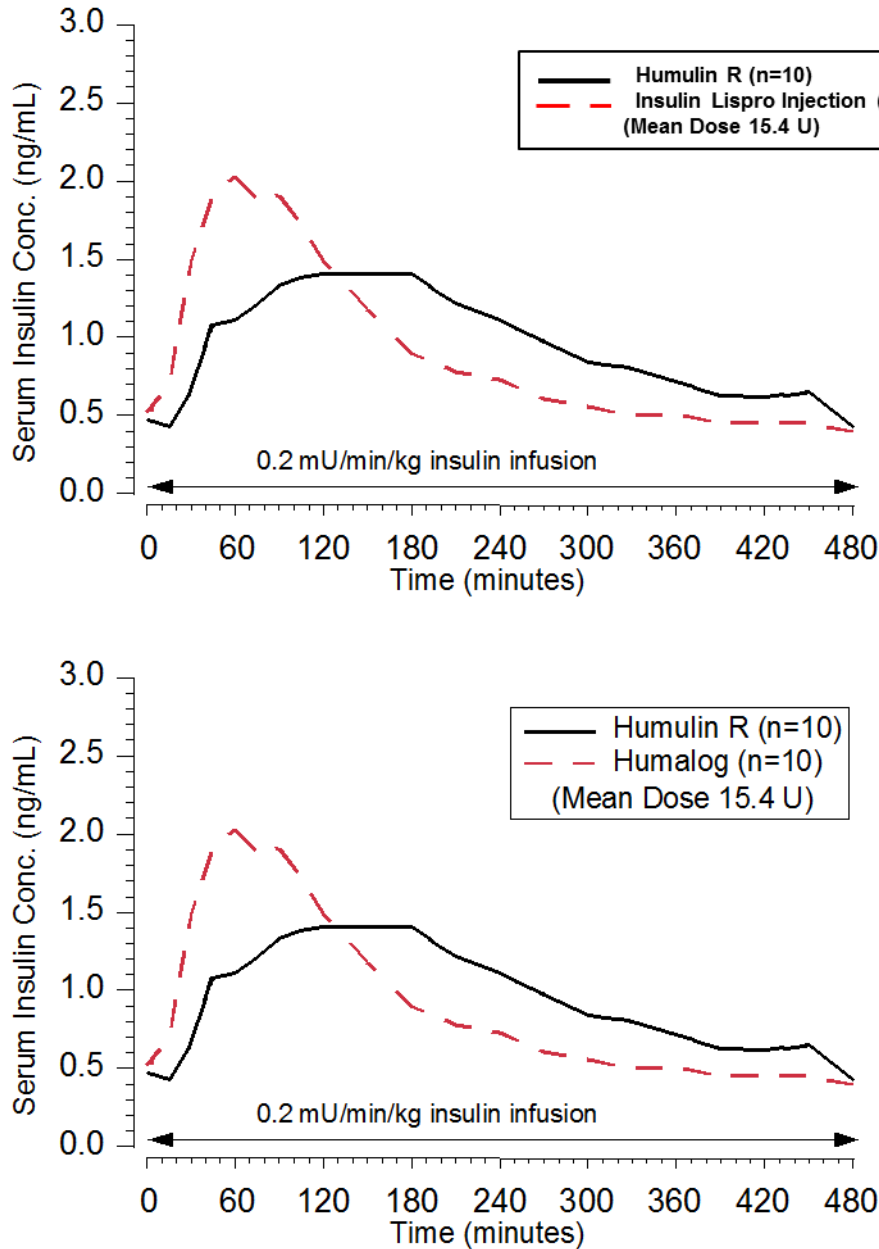 3.0
2.5
2.0
1.5
1.0
0.5
0.0
Serum Insulin Conc. (ng/mL)
Humulin R (n=10)
Insulin Lispro Injection (
(Mean Dose 15.4 U)
0.2 mU/min/kg insulin infusion
0 60 120 180 240 300 360 420 480
Time (minutes)
3.0
2.5
2.0
1.5
1.0
0.5
0.0
Serum Insulin Conc. (ng/mL)
Humulin R (n=10)
Humalog (n=10)
(Mean Dose 15.4 U)
0.2 mU/min/kg insulin infusion
0 60 120 180 240 300 360 420 480
Time (minutes)